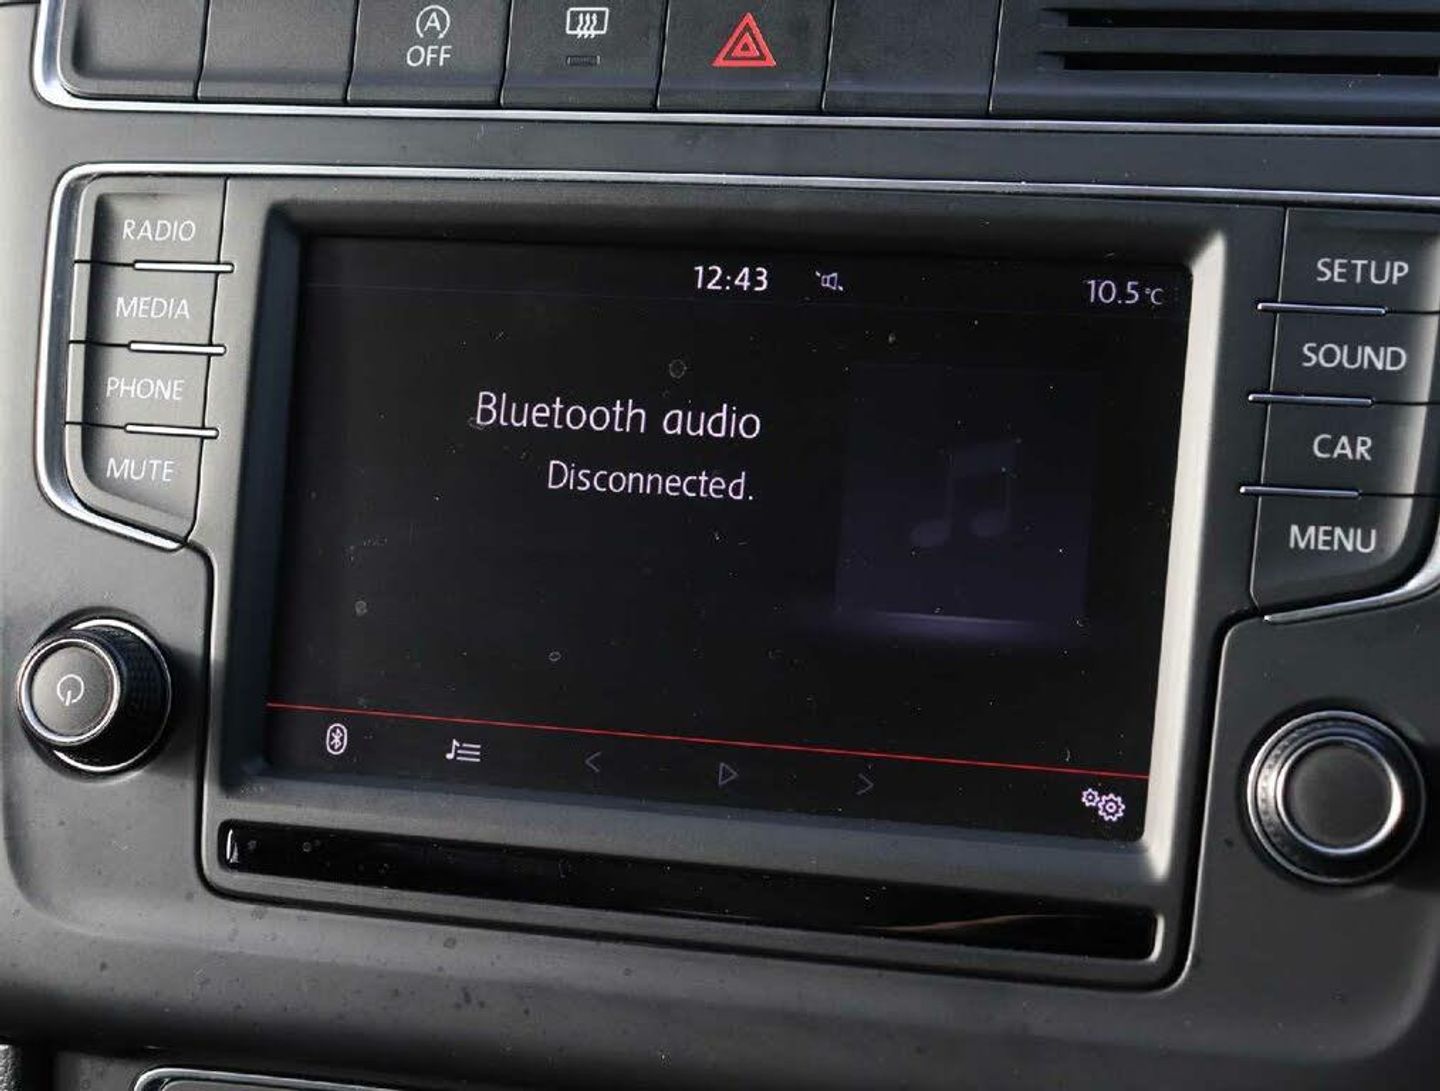 A
OFF
RADIO
MEDIA
PHONE
MUTE
12:43
10.5°C
Bluetooth audio
Disconnected.
SETUP
SOUND
CAR
MENU